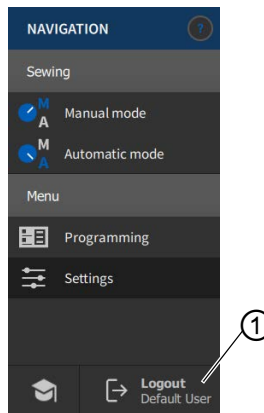 NAVIGATION ?
Sewing
M
A Manual mode
M
A Automatic mode
Menu
Programming
Settings
1
Logout
Default User